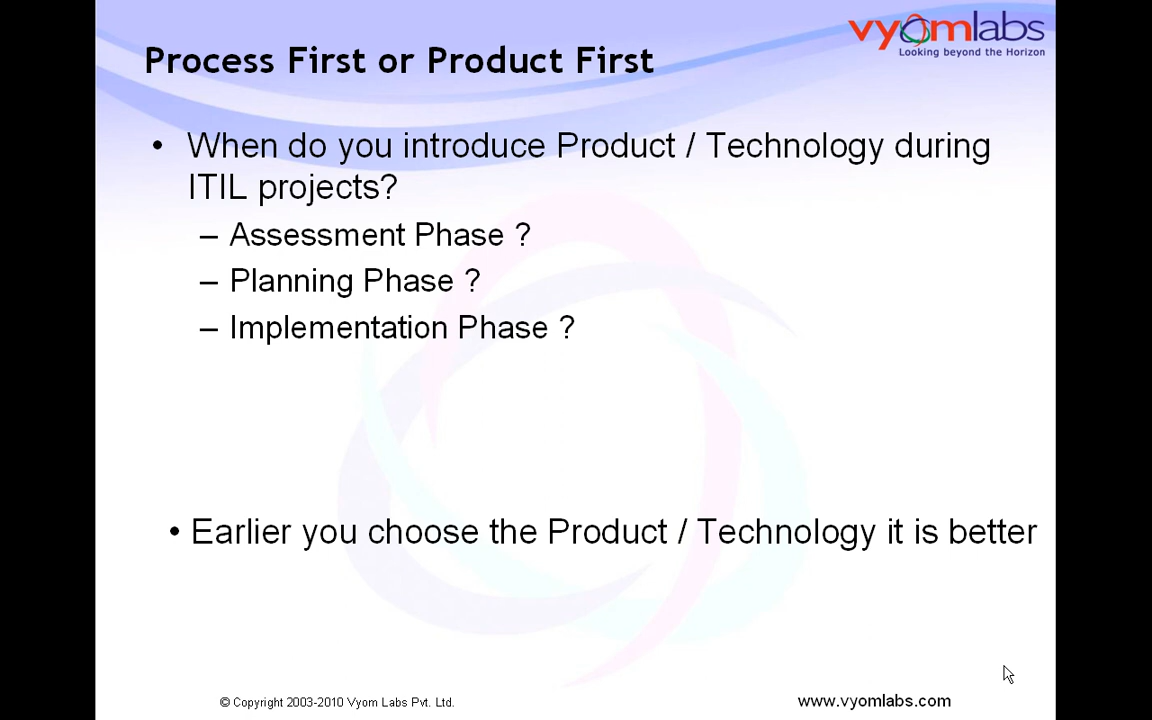 vyomlabs
Looking beyond the Horizon
Process First or Product First
• When do you introduce Product / Technology during
ITIL projects?
– Assessment Phase ?
– Planning Phase ?
– Implementation Phase ?
• Earlier you choose the Product / Technology it is better
© Copyright 2003-2010 Vyom Labs Pvt. Ltd.
www.vyomlabs.com